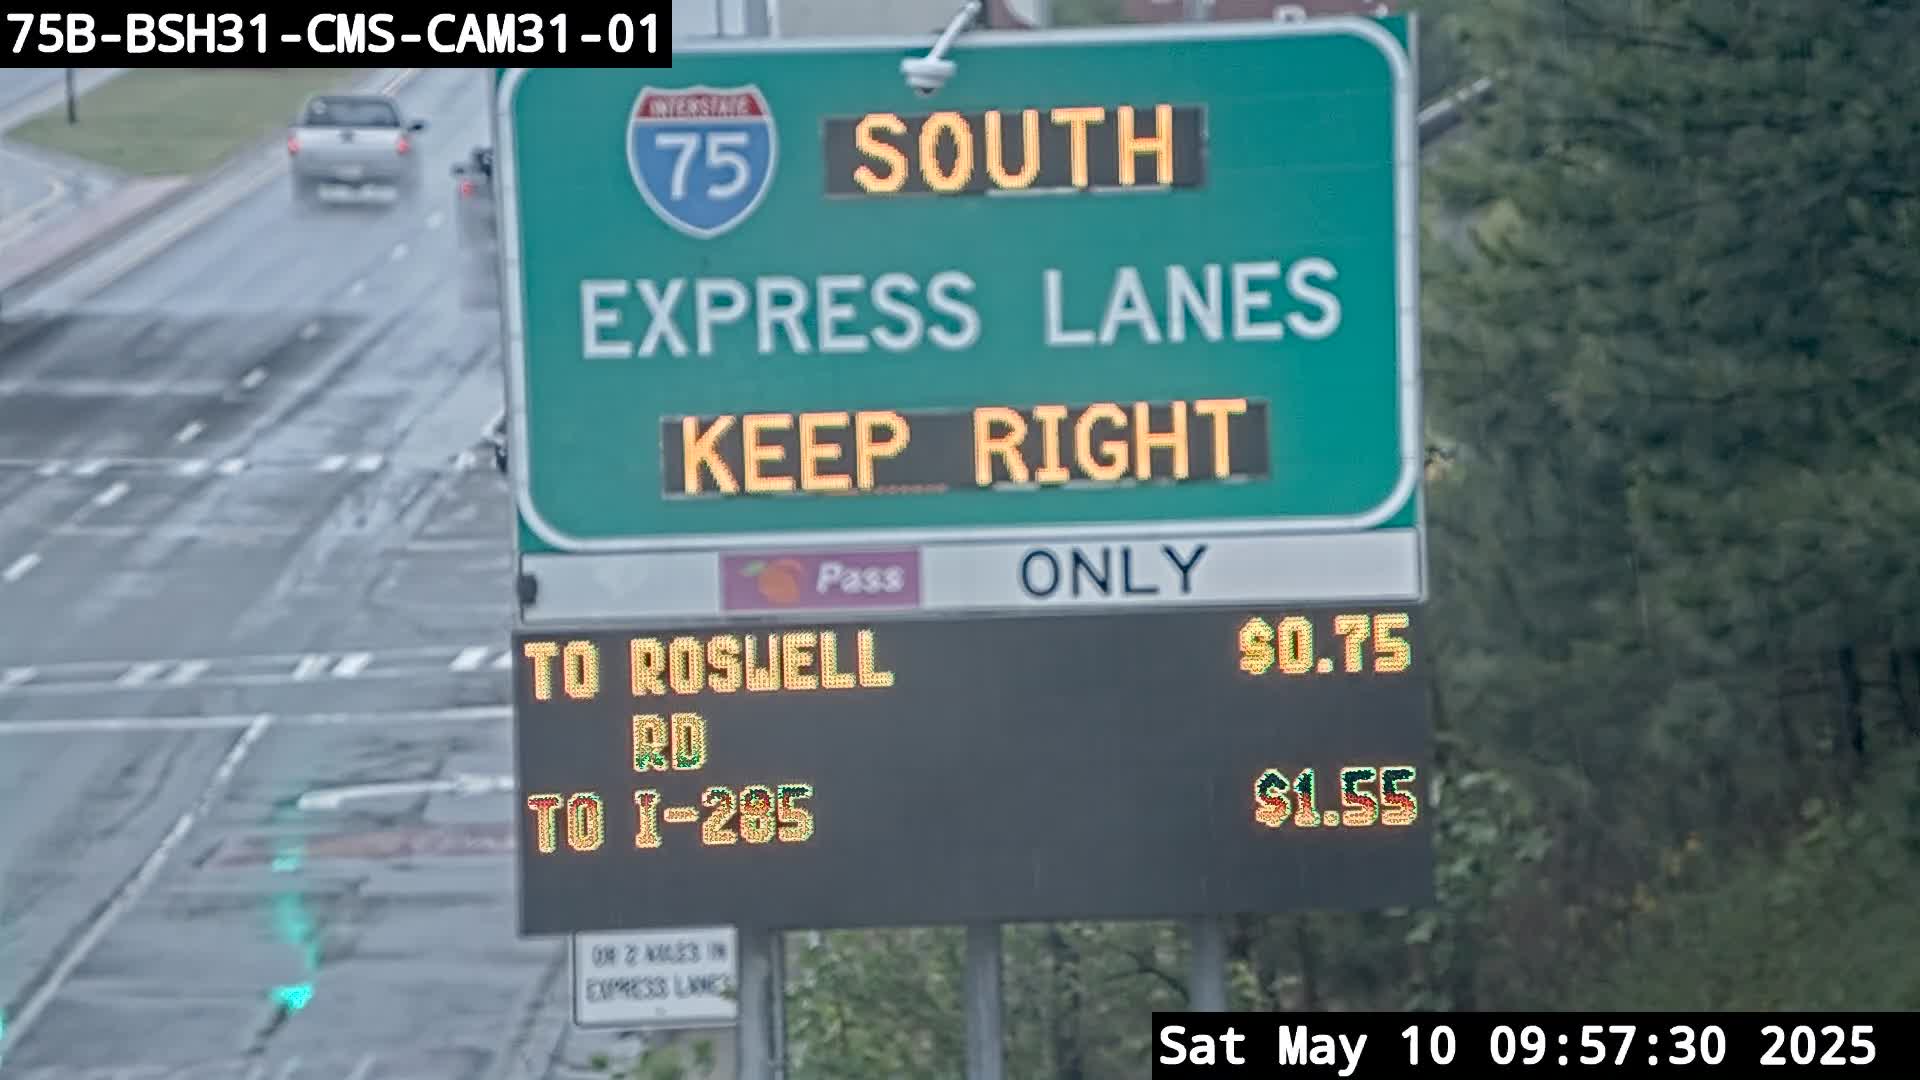 75B-BSH31-CMS-CAM31-01
INTERSTATE
75
SOUTH
EXPRESS LANES
KEEP RIGHT
Pass ONLY
TO ROSWELL $0.75
RD
TO I-285 $1.55
OR 2 AXLES IN
EXPRESS LANES
Sat May 10 09:57:30 2025